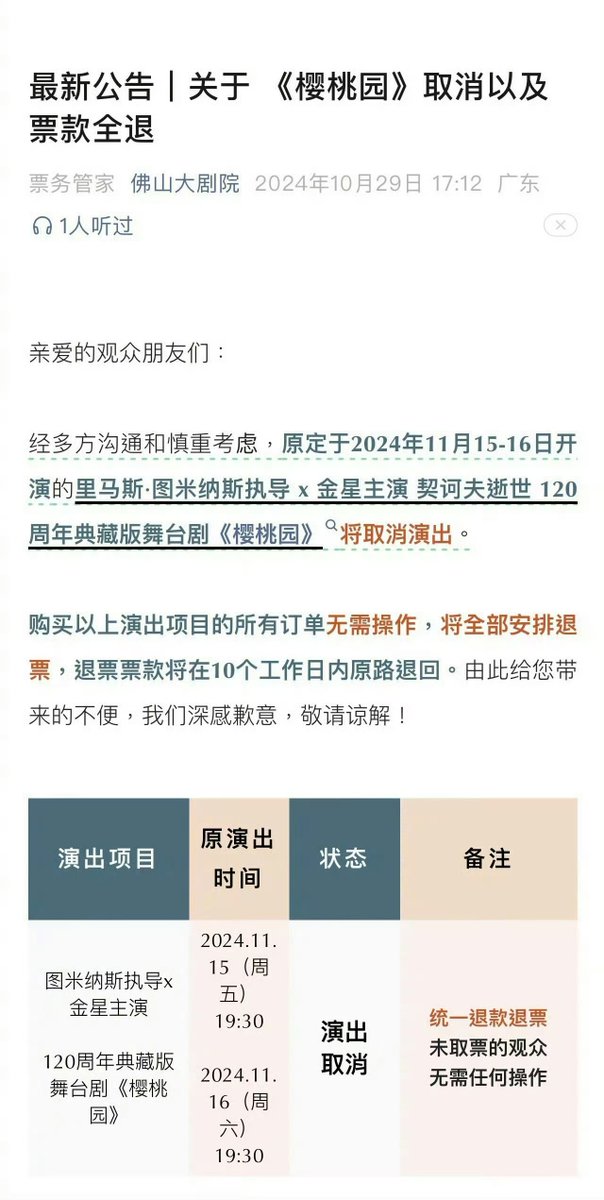 最新公告｜关于 《樱桃园》取消以及
票款全退
票务管家 佛山大剧院 2024年10月29日 17:12 广东
1人听过
亲爱的观众朋友们：
经多方沟通和慎重考虑，原定于2024年11月15-16日开
演的里马斯·图米纳斯执导 x 金星主演 契诃夫逝世 120
周年典藏版舞台剧《樱桃园》将取消演出。
购买以上演出项目的所有订单无需操作，将全部安排退
票，退票票款将在10个工作日内原路退回。由此给您带
来的不便，我们深感歉意，敬请谅解！
演出项目
原演出
时间
状态
备注
图米纳斯执导x
金星主演
120周年典藏版
舞台剧《樱桃
园》
2024.11.
15（周
五）
19:30
2024.11.
16（周
六）
19:30
演出
取消
统一退款退票
未取票的观众
无需任何操作